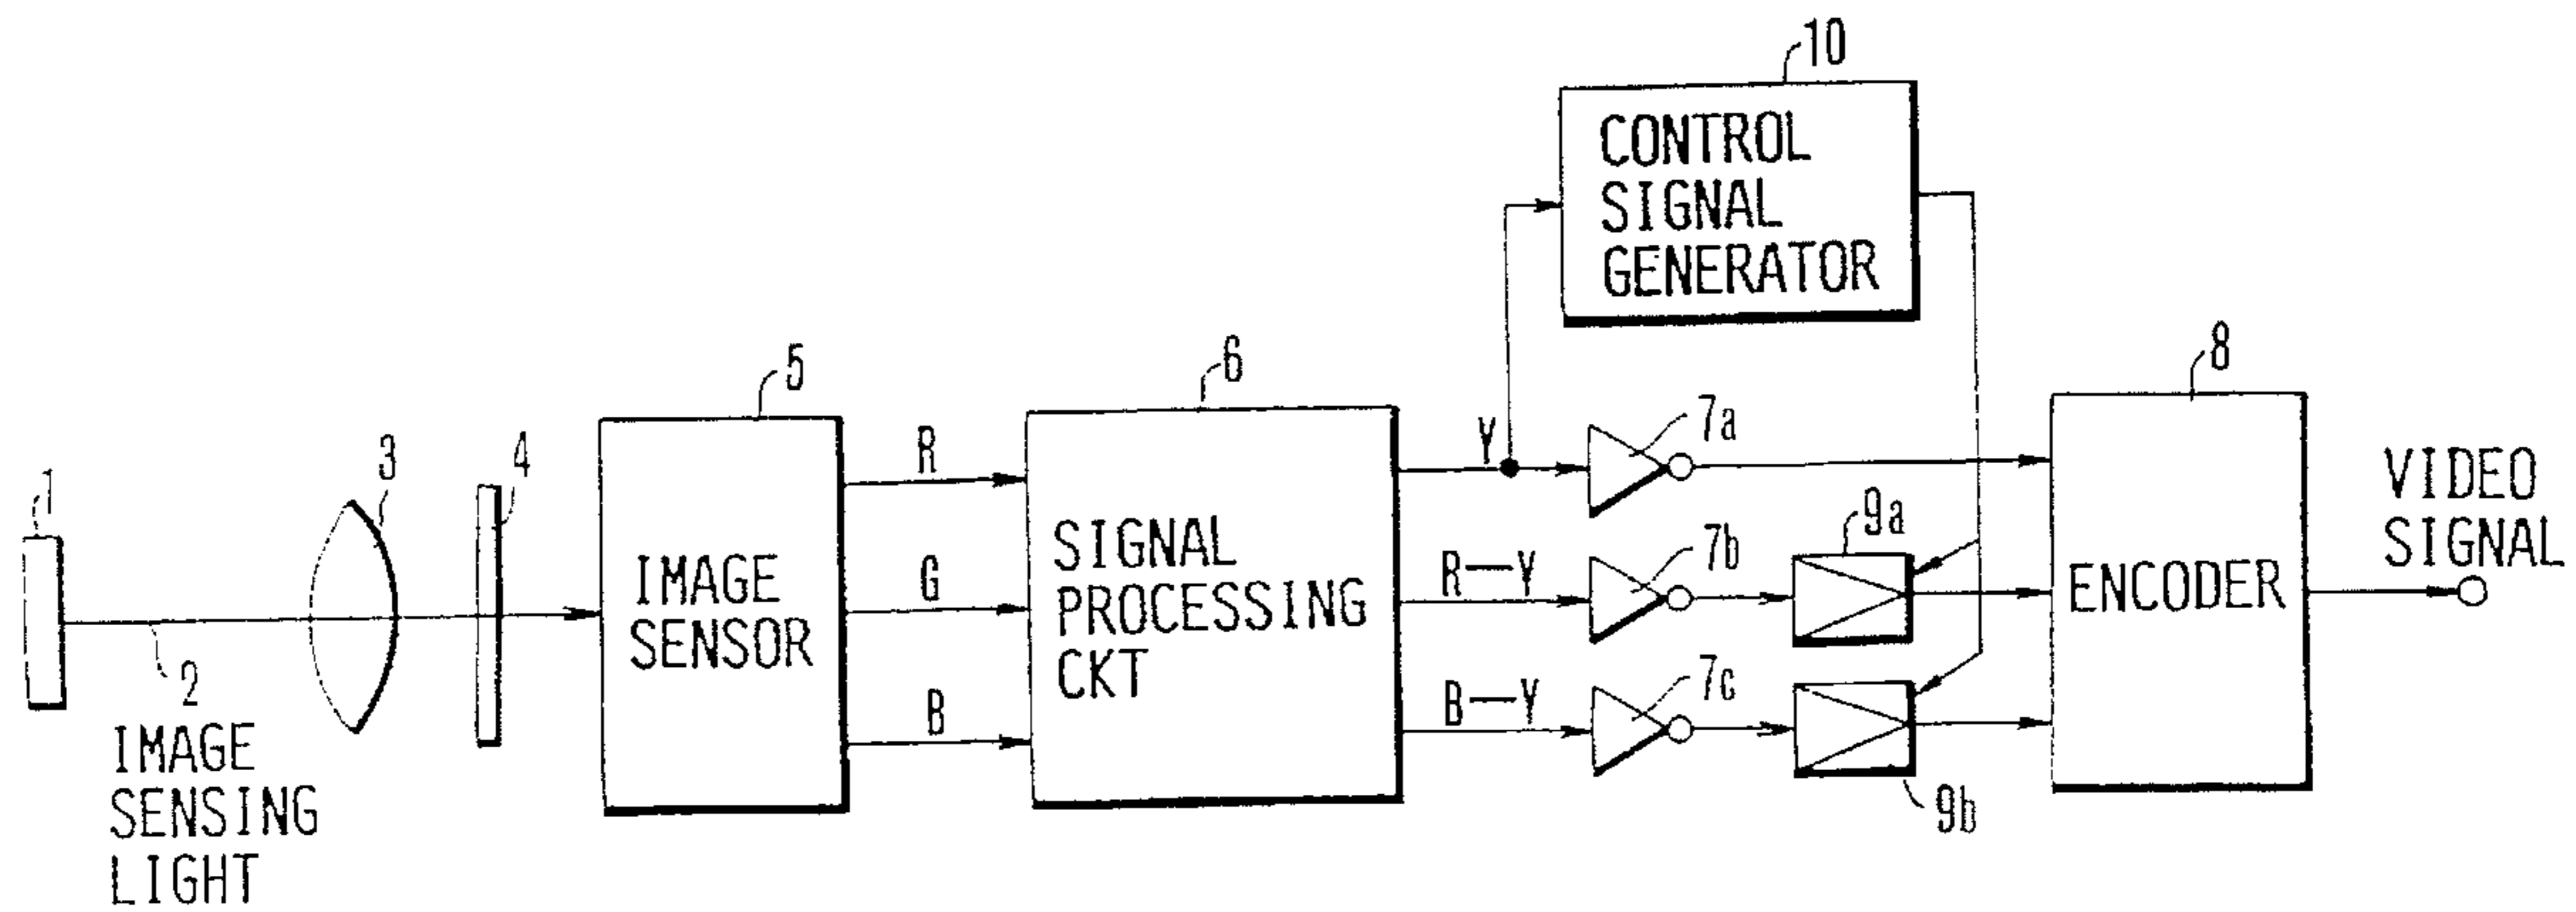 10
CONTROL
SIGNAL
GENERATOR
1
2
IMAGE
SENSING
LIGHT
3
4
5
IMAGE
SENSOR
R
G
B
6
SIGNAL
PROCESSING
CKT
Y
R—Y
B—Y
7a
7b
7c
9a
9b
8
ENCODER
VIDEO
SIGNAL